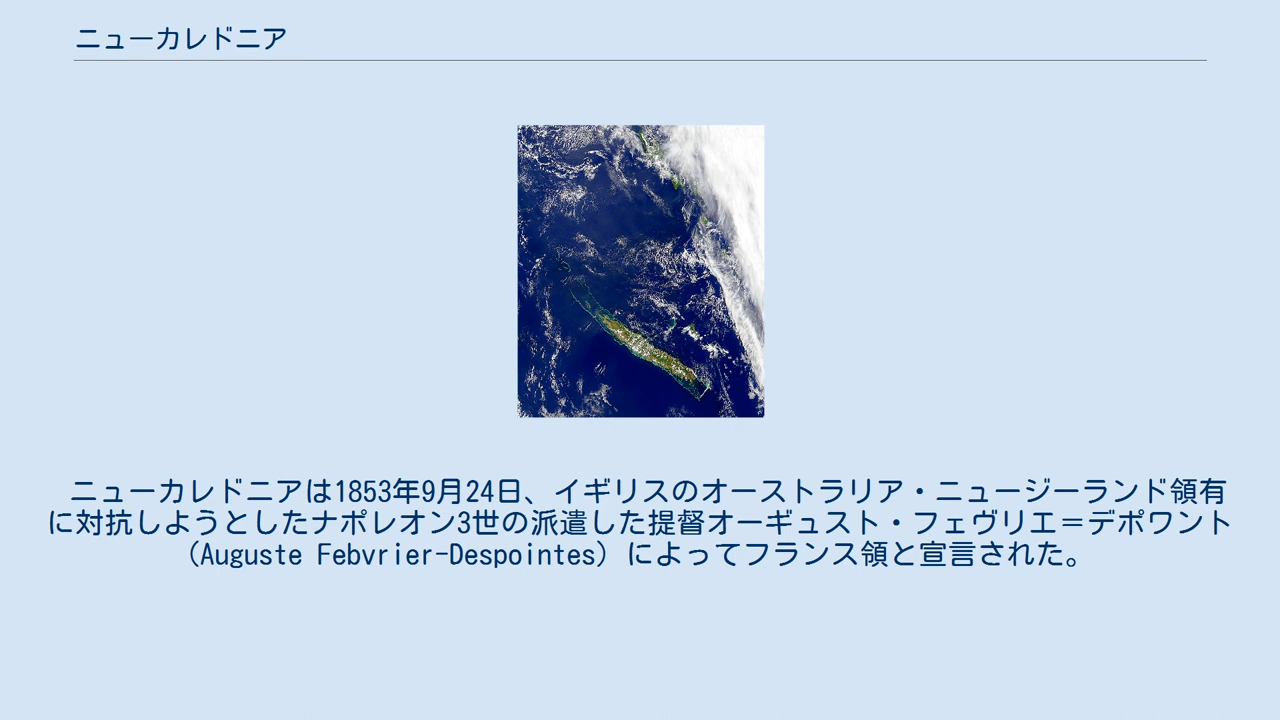 ニューカレドニア
ニューカレドニアは1853年9月24日、イギリスのオーストラリア・ニュージーランド領有
に対抗しようとしたナポレオン3世の派遣した提督オーギュスト・フェヴリエ＝デポワント
（Auguste Febvrier-Despointes）によってフランス領と宣言された。